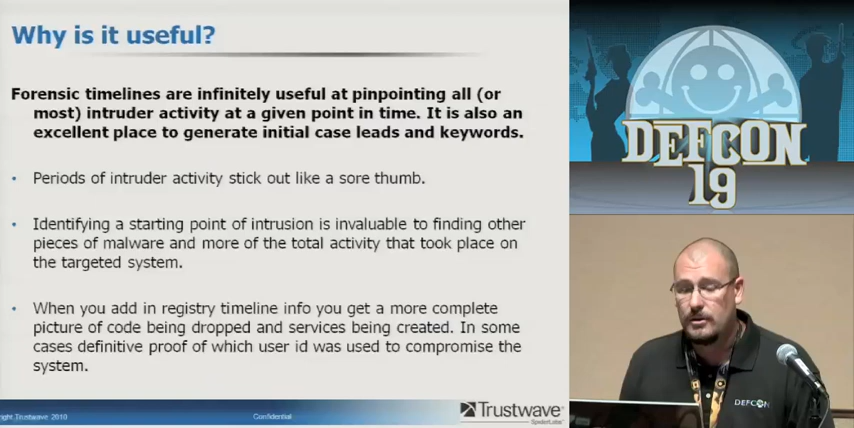 Why is it useful?
Forensic timelines are infinitely useful at pinpointing all (or
most) intruder activity at a given point in time. It is also an
excellent place to generate initial case leads and keywords.
• Periods of intruder activity stick out like a sore thumb.
• Identifying a starting point of intrusion is invaluable to finding other
pieces of malware and more of the total activity that took place on
the targeted system.
• When you add in registry timeline info you get a more complete
picture of code being dropped and services being created. In some
cases definitive proof of which user id was used to compromise the
system.
right Trustwave 2010
Confidential
Trustwave®
SpiderLabs®
DEFCON
19
DEFCON